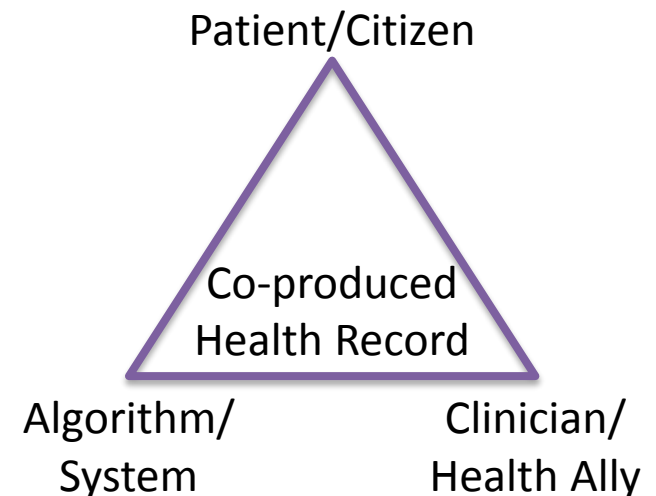 Patient/Citizen
Co-produced
Health Record
Algorithm/
System
Clinician/
Health Ally